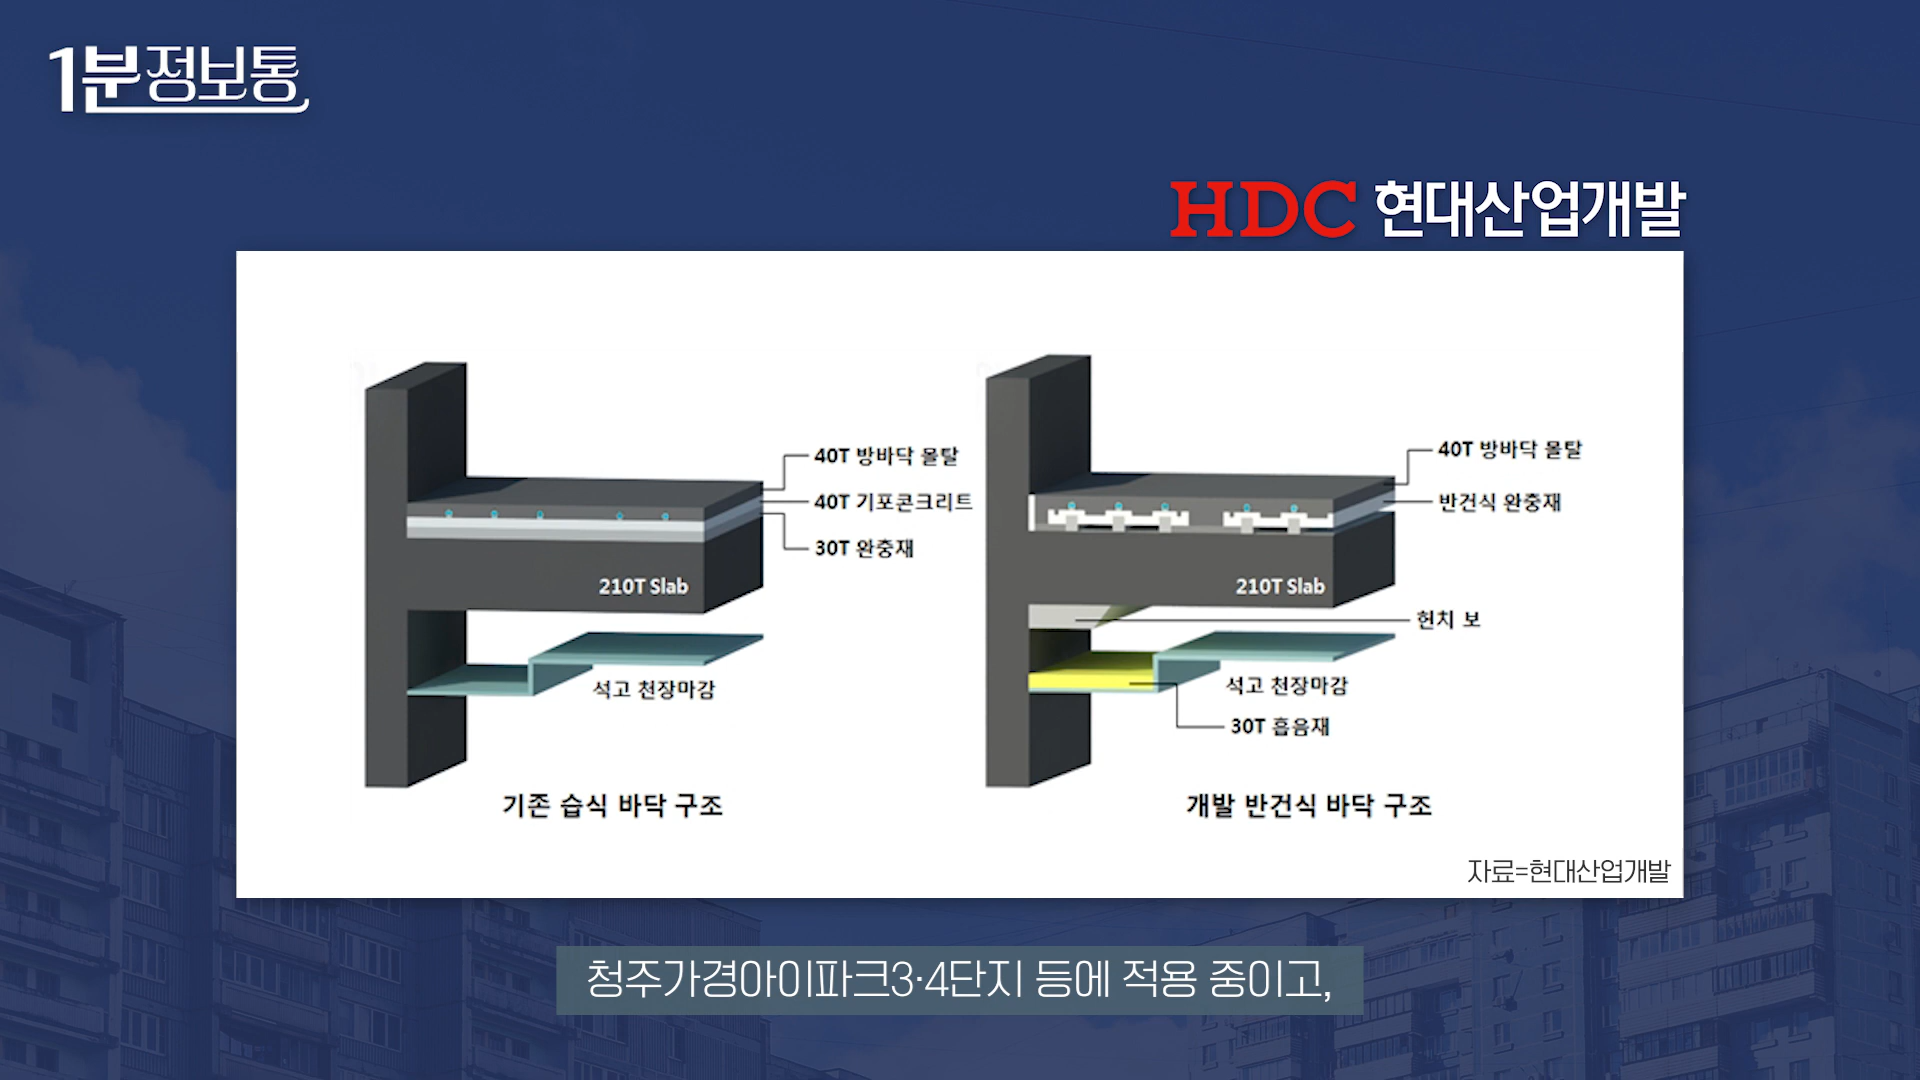 1분정보통
HDC 현대산업개발
40T 방바닥 몰탈
40T 기포콘크리트
30T 완충재
210T Slab
석고 천장마감
기존 습식 바닥 구조
40T 방바닥 몰탈
반건식 완충재
210T Slab
헌치 보
석고 천장마감
30T 흡음재
개발 반건식 바닥 구조
자료=현대산업개발
청주가경아이파크3·4단지 등에 적용 중이고,